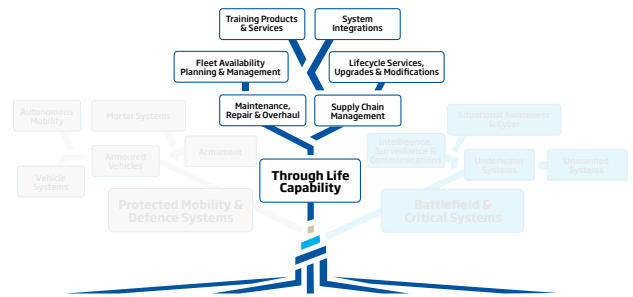 Training Products
& Services
System
Integrations
Fleet Availability
Planning & Management
Lifecycle Services,
Upgrades & Modifications
Maintenance,
Repair & Overhaul
Supply Chain
Management
Autonomous
Mobility
Mortar Systems
Situational Awareness
& Cyber
Armoured
Vehicles
Armament
Intelligence,
Surveillance &
Communications
Underwater
Systems
Unmanned
Systems
Vehicle
Systems
Through Life
Capability
Protected Mobility &
Defence Systems
Battlefield &
Critical Systems